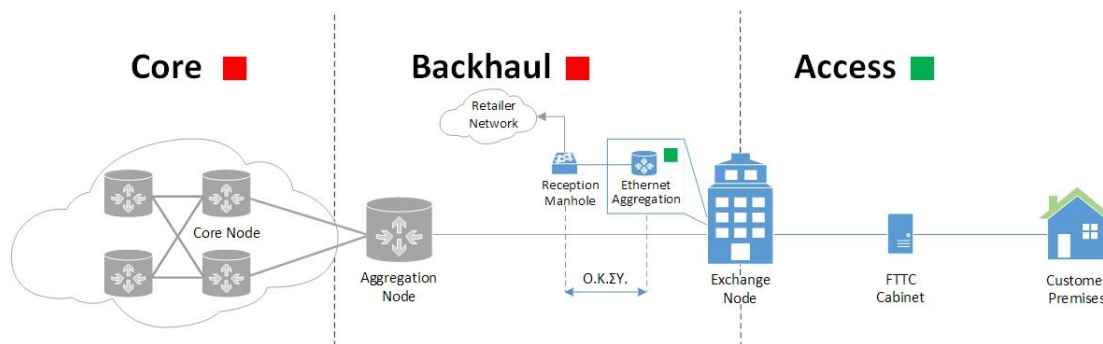 Core
Backhaul
Access
Retailer
Network
Reception
Manhole
Ethernet
Aggregation
Core Node
Aggregation
Node
Ο.Κ.ΣΥ.
Exchange
Node
FTTC
Cabinet
Customer
Premises